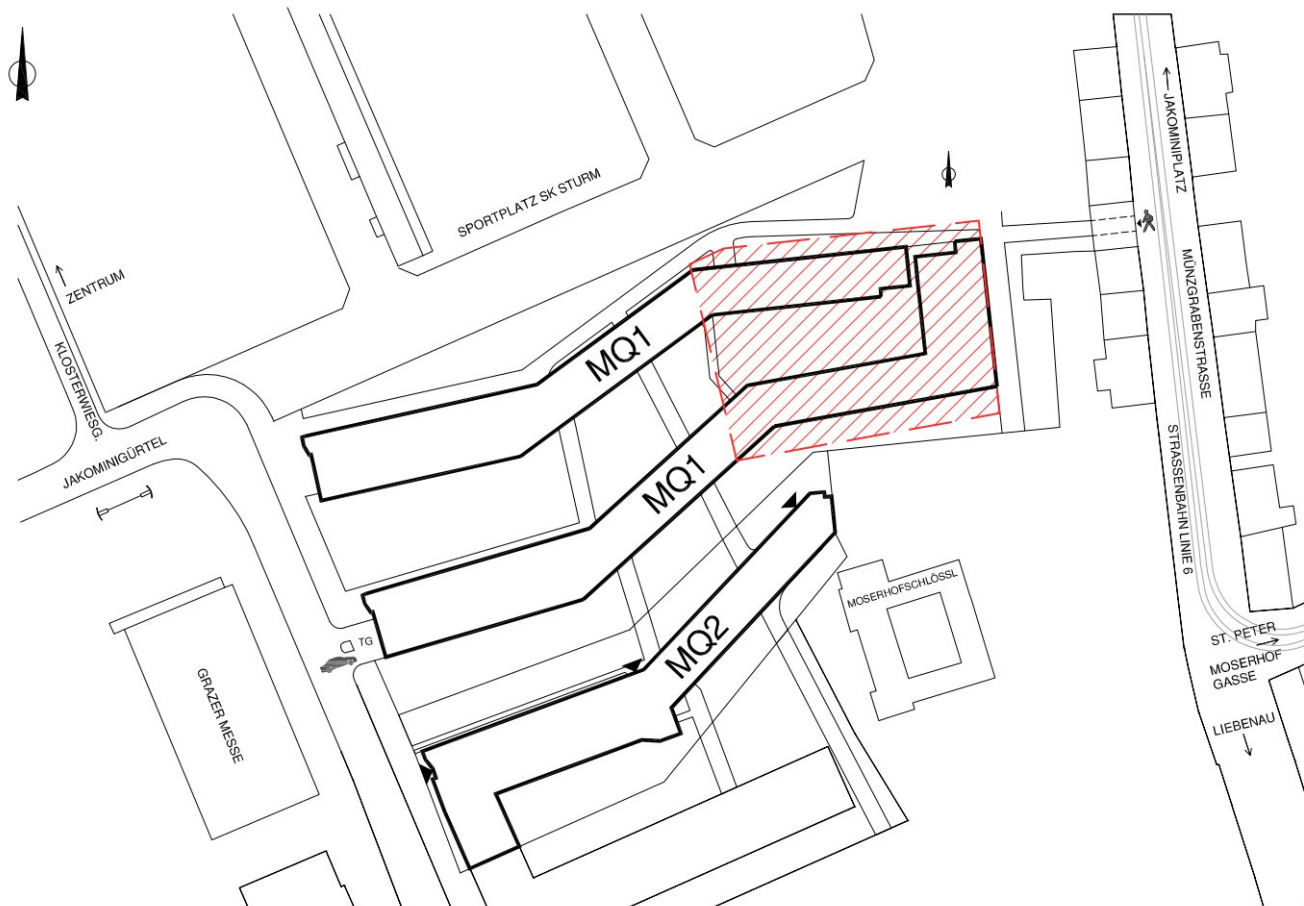 JAKOMINIPLATZ
SPORTPLATZ SK STURM
ZENTRUM
MÜNZGRABENSTRASSE
KLOSTERWIESG.
MQ1
JAKOMINIGÜRTEL
MQ1
STRASSENBAHN LINIE 6
MOSERHOFSCHLÖSSL
TG
MQ2
ST. PETER
MOSERHOF
GASSE
GRAZER MESSE
LIEBENAU